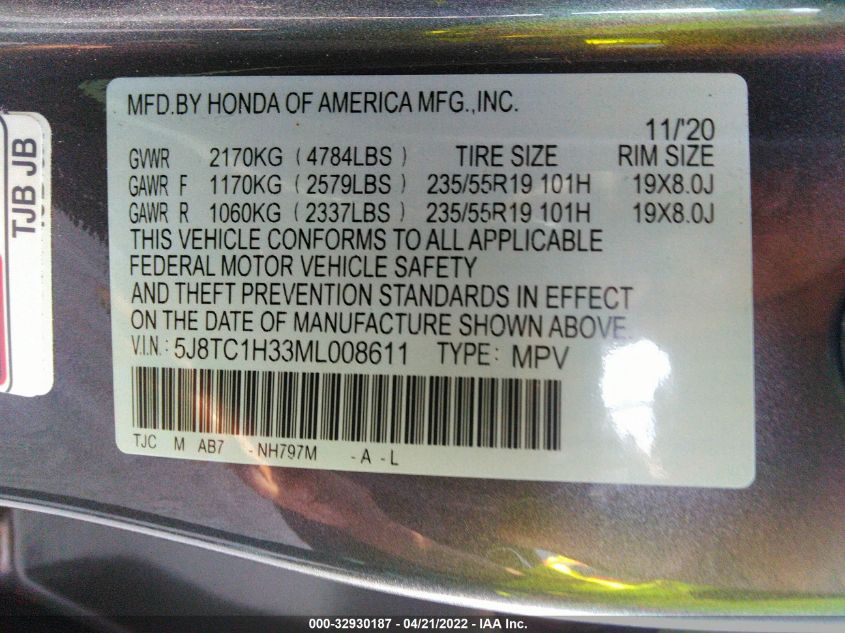 MFD.BY HONDA OF AMERICA MFG.,INC.
11/'20
GVWR 2170KG (4784LBS) TIRE SIZE RIM SIZE
GAWR F 1170KG (2579LBS) 235/55R19 101H 19X8.0J
GAWR R 1060KG (2337LBS) 235/55R19 101H 19X8.0J
THIS VEHICLE CONFORMS TO ALL APPLICABLE
FEDERAL MOTOR VEHICLE SAFETY
AND THEFT PREVENTION STANDARDS IN EFFECT
ON THE DATE OF MANUFACTURE SHOWN ABOVE.
V.I.N.: 5J8TC1H33ML008611 TYPE: MPV
TJC M AB7 -NH797M -A -L
TJB JB
000-32930187 - 04/21/2022 - IAA Inc.